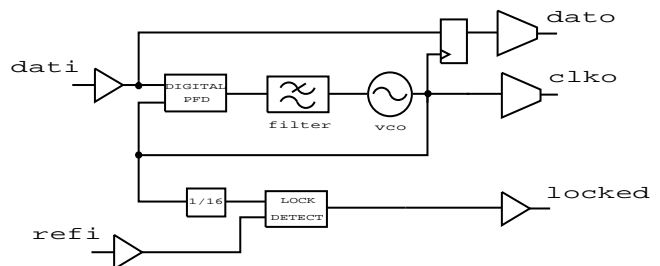 dato
dati
DIGITAL
PFD
clko
filter
vco
1/16
LOCK
DETECT
locked
refi